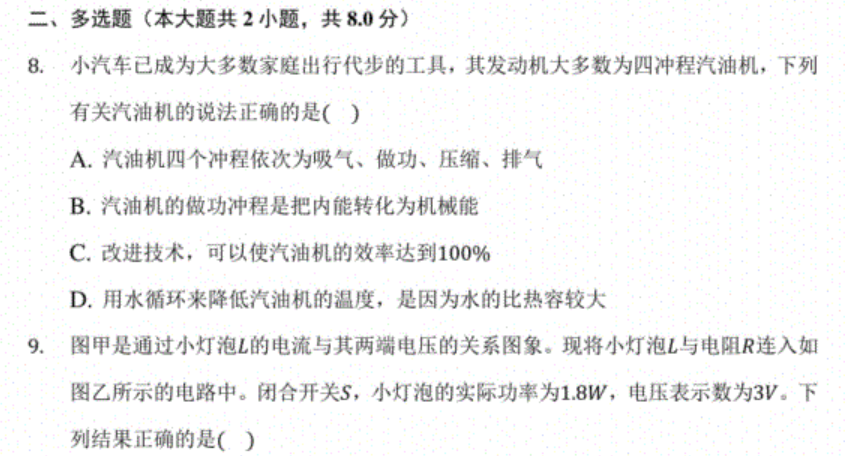 二、多选题（本大题共 2 小题，共 8.0 分）
8. 小汽车已成为大多数家庭出行代步的工具，其发动机大多数为四冲程汽油机，下列
有关汽油机的说法正确的是( )
A. 汽油机四个冲程依次为吸气、做功、压缩、排气
B. 汽油机的做功冲程是把内能转化为机械能
C. 改进技术，可以使汽油机的效率达到100%
D. 用水循环来降低汽油机的温度，是因为水的比热容较大
9. 图甲是通过小灯泡L的电流与其两端电压的关系图象。现将小灯泡L与电阻R连入如
图乙所示的电路中。闭合开关S，小灯泡的实际功率为1.8W，电压表示数为3V。下
列结果正确的是( )